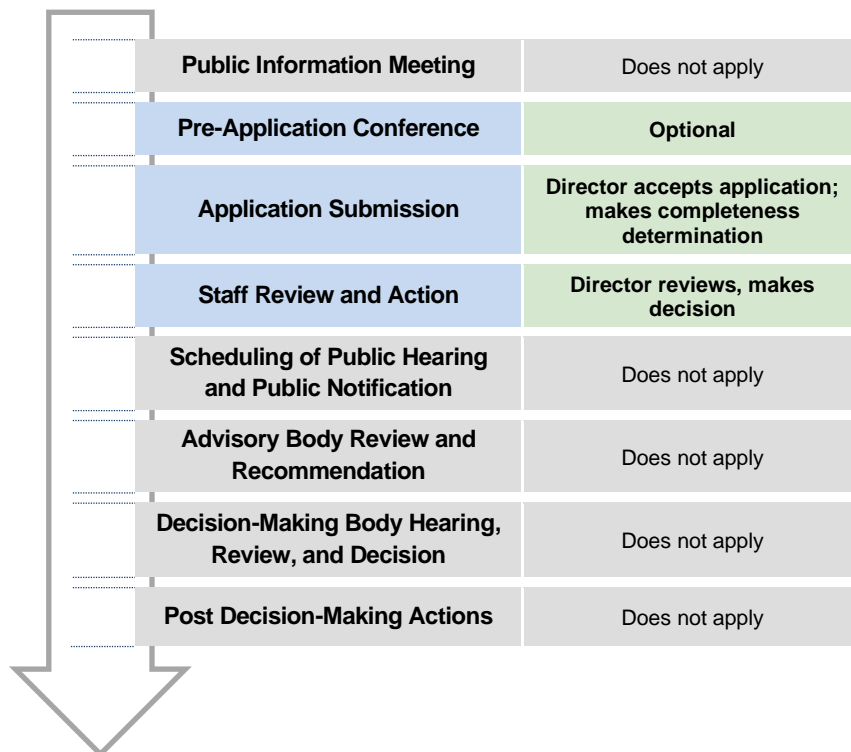 Public Information Meeting
Does not apply
Pre-Application Conference
Optional
Application Submission
Director accepts application;
makes completeness
determination
Staff Review and Action
Director reviews, makes
decision
Scheduling of Public Hearing
and Public Notification
Does not apply
Advisory Body Review and
Recommendation
Does not apply
Decision-Making Body Hearing,
Review, and Decision
Does not apply
Post Decision-Making Actions
Does not apply